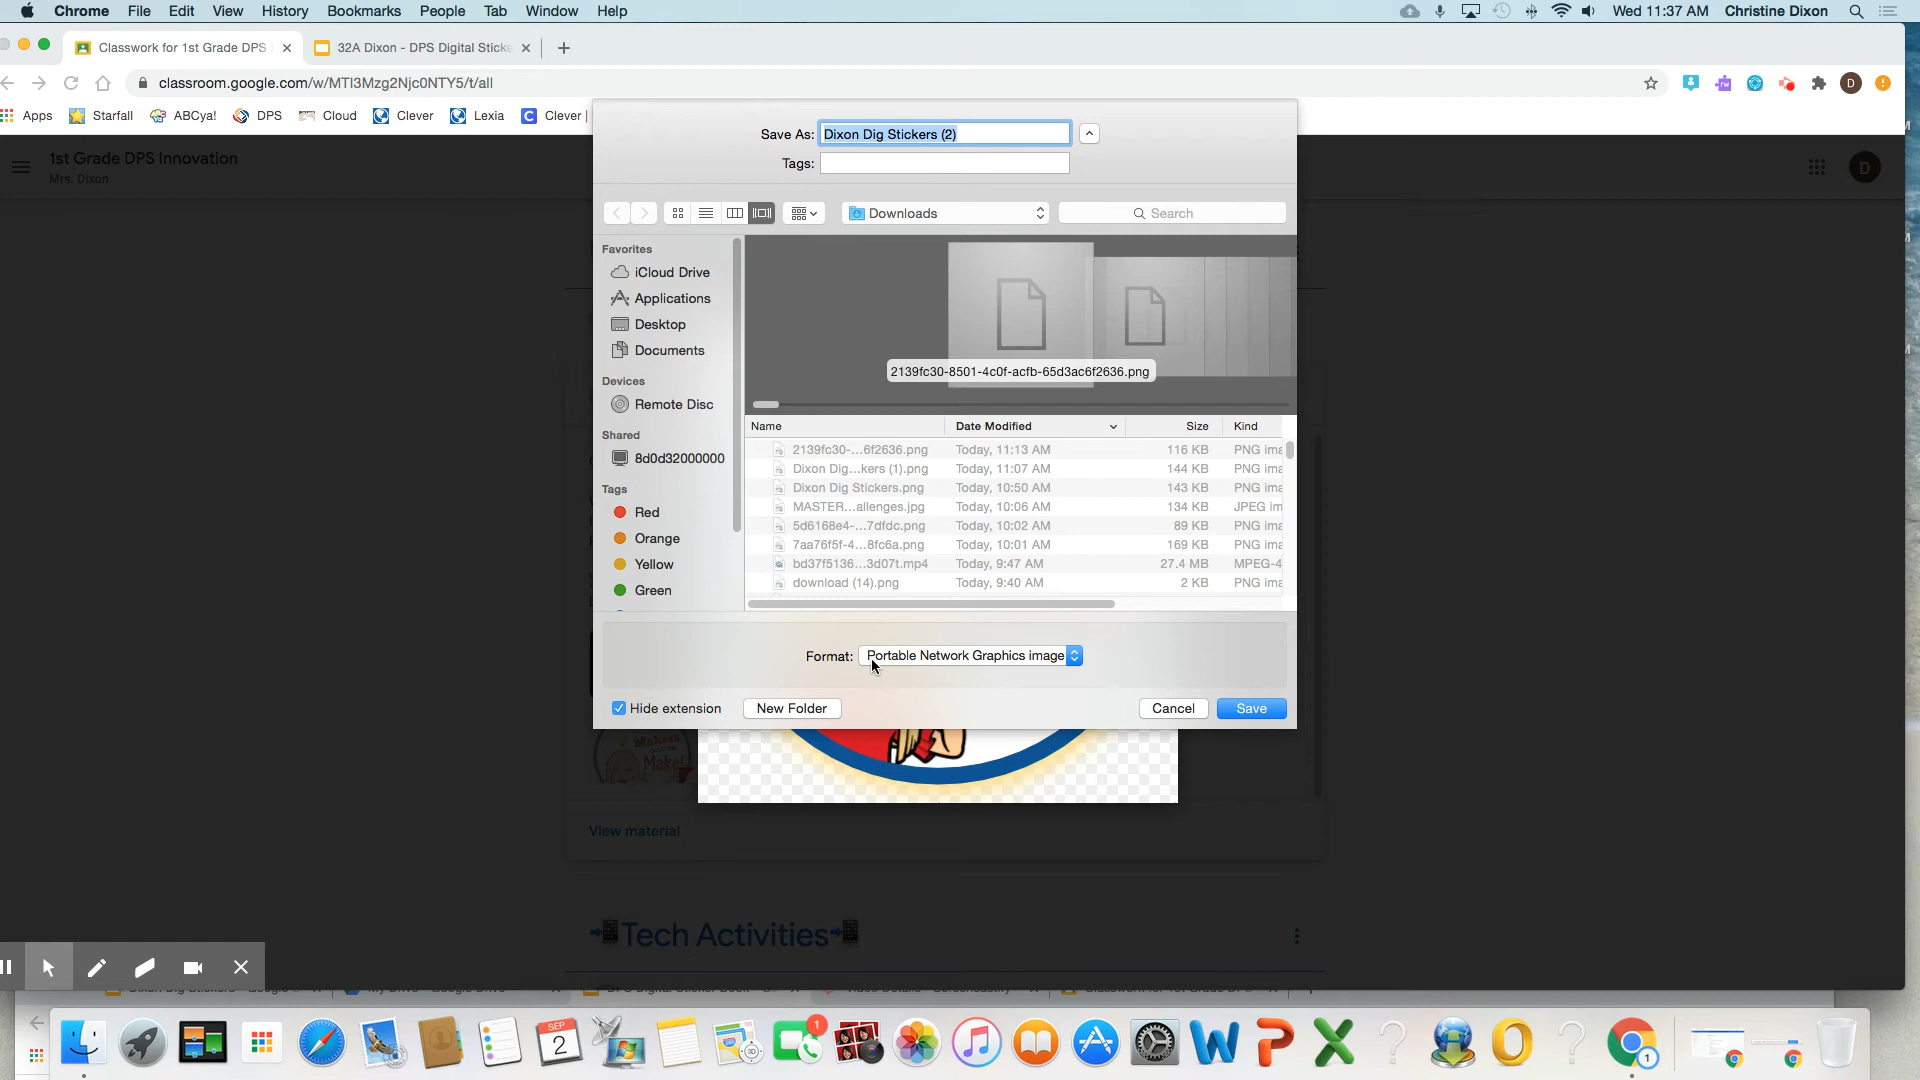 Chrome File Edit View History Bookmarks People Tab Window Help Wed 11:37 AM Christine Dixon
Classwork for 1st Grade DPS 32A Dixon - DPS Digital Sticke
classroom.google.com/w/MTI3Mzg2Njc0NTY5/t/all D
Apps Starfall ABCya! DPS Cloud Clever Lexia Clever
1st Grade DPS Innovation
Mrs. Dixon
D
Save As: Dixon Dig Stickers (2)
Tags:
Downloads Search
Favorites
iCloud Drive
Applications
Desktop
Documents
Devices
Remote Disc
Shared
8d0d32000000
Tags
Red
Orange
Yellow
Green
2139fc30-8501-4c0f-acfb-65d3ac6f2636.png
Name Date Modified Size Kind
2139fc30-...6f2636.png Today, 11:13 AM 116 KB PNG ima
Dixon Dig...kers (1).png Today, 11:07 AM 144 KB PNG ima
Dixon Dig Stickers.png Today, 10:50 AM 143 KB PNG ima
MASTER...allenges.jpg Today, 10:06 AM 134 KB JPEG im
5d6168e4-...7dfdc.png Today, 10:02 AM 89 KB PNG ima
7aa76f5f-4...8fc6a.png Today, 10:01 AM 169 KB PNG ima
bd37f5136...3d07t.mp4 Today, 9:47 AM 27.4 MB MPEG-4
download (14).png Today, 9:40 AM 2 KB PNG ima
Format: Portable Network Graphics image
Hide extension New Folder Cancel Save
Makers
Make!
View material
Tech Activities
SEP
2
3D
1
W P X O
1